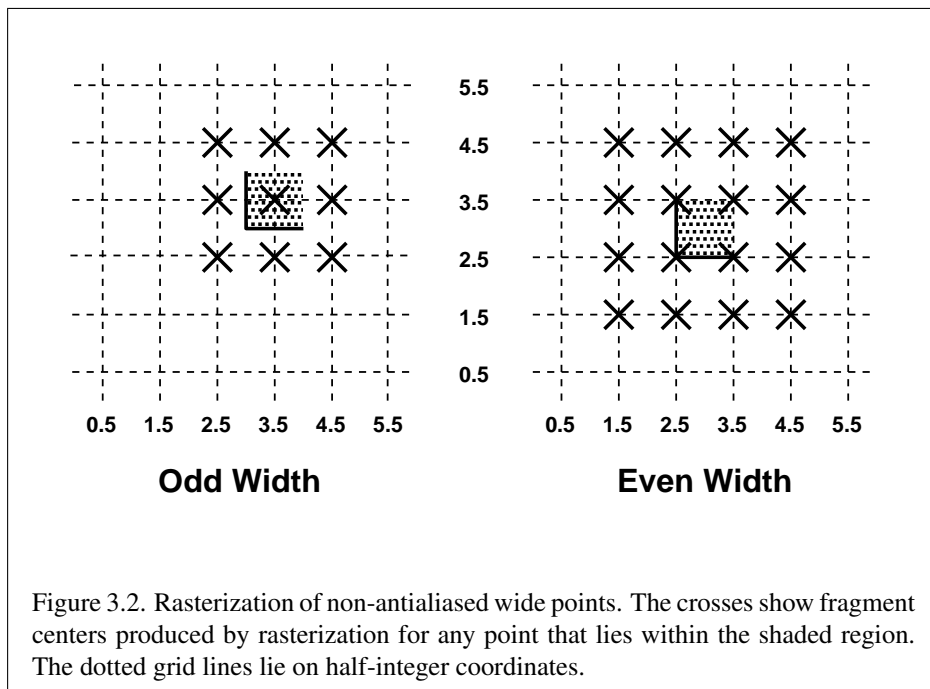 5.5
4.5
3.5
2.5
1.5
0.5
0.5 1.5 2.5 3.5 4.5 5.5 0.5 1.5 2.5 3.5 4.5 5.5
Odd Width Even Width
Figure 3.2. Rasterization of non-antialiased wide points. The crosses show fragment
centers produced by rasterization for any point that lies within the shaded region.
The dotted grid lines lie on half-integer coordinates.